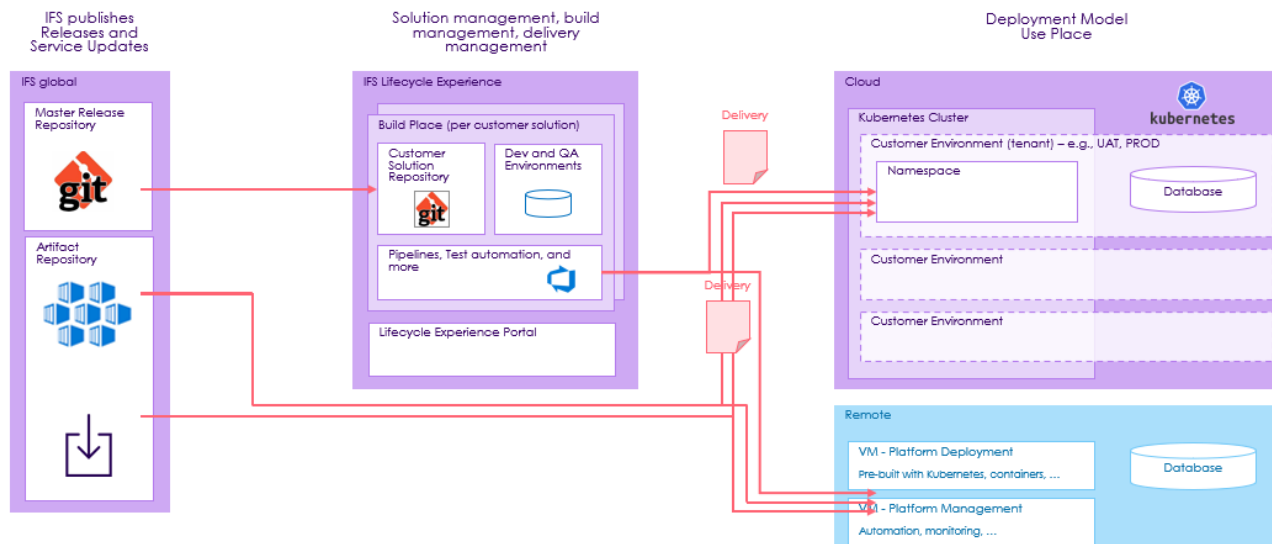 IFS publishes
Releases and
Service Updates
Solution management, build
management, delivery
management
Deployment Model
Use Place
IFS global
Master Release
Repository
git
Artifact
Repository
IFS Lifecycle Experience
Build Place (per customer solution)
Customer
Solution
Repository
git
Dev and QA
Environments
Pipelines, Test automation, and
more
Lifecycle Experience Portal
Delivery
Delivery
Cloud
kubernetes
Kubernetes Cluster
Customer Environment (tenant) – e.g., UAT, PROD
Namespace
Database
Customer Environment
Customer Environment
Remote
VM - Platform Deployment
Pre-built with Kubernetes, containers, ...
Database
VM - Platform Management
Automation, monitoring, ...